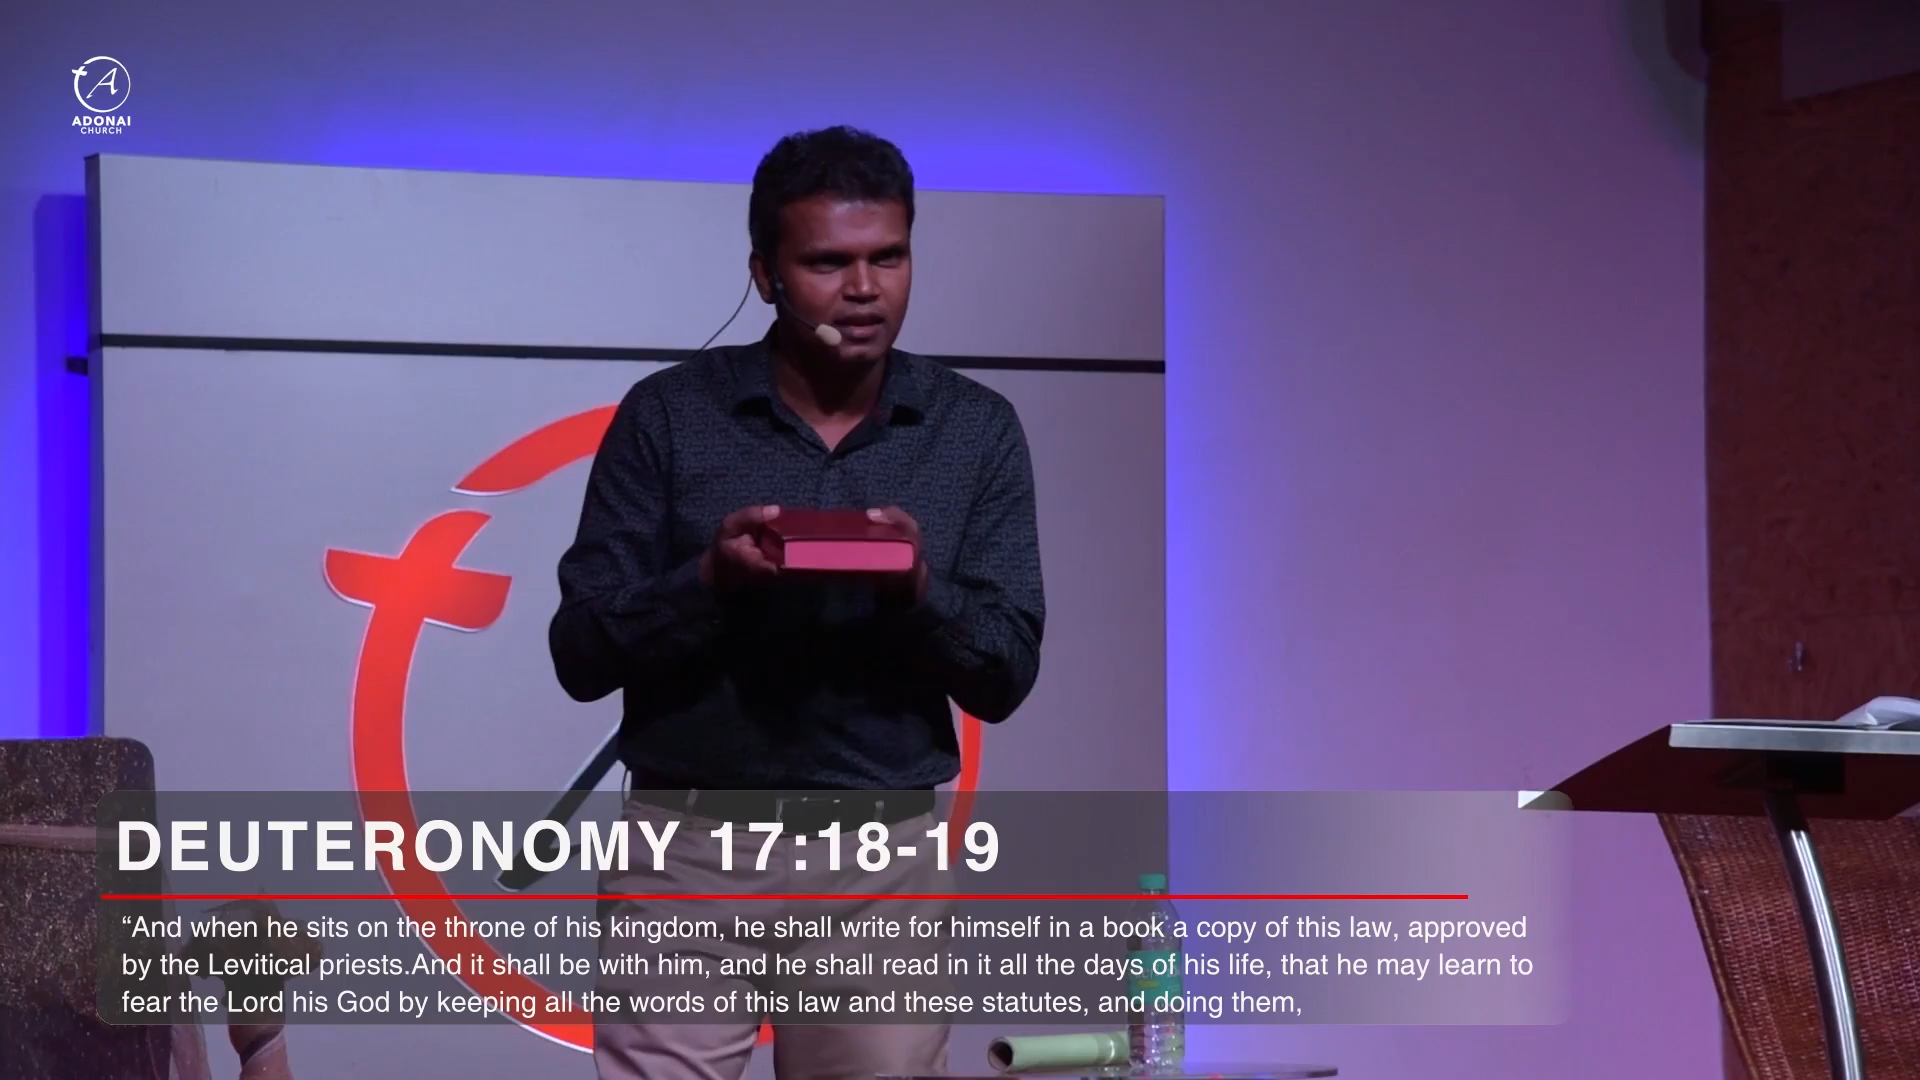 A
ADONAI
CHURCH
DEUTERONOMY 17:18-19
“And when he sits on the throne of his kingdom, he shall write for himself in a book a copy of this law, approved
by the Levitical priests.And it shall be with him, and he shall read in it all the days of his life, that he may learn to
fear the Lord his God by keeping all the words of this law and these statutes, and doing them,